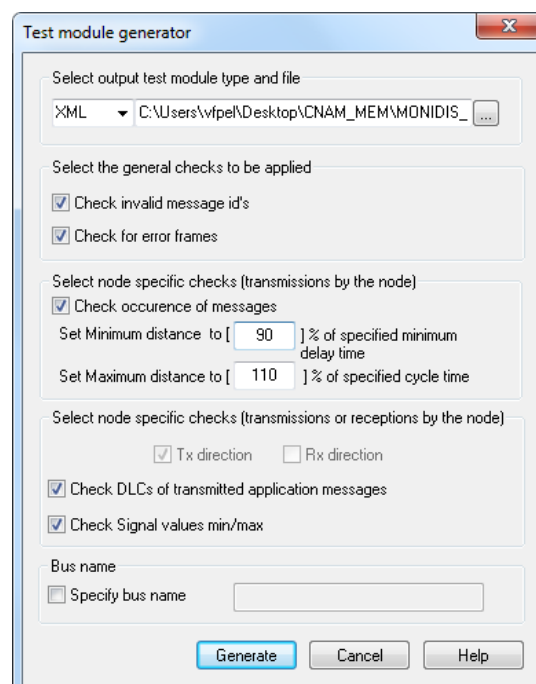 Test module generator
Select output test module type and file
XML C:\Users\vfpel\Desktop\CNAM_MEM\MONIDIS_ ...
Select the general checks to be applied
Check invalid message id's
Check for error frames
Select node specific checks (transmissions by the node)
Check occurence of messages
Set Minimum distance to [ 90 ] % of specified minimum
delay time
Set Maximum distance to [ 110 ] % of specified cycle time
Select node specific checks (transmissions or receptions by the node)
Tx direction Rx direction
Check DLCs of transmitted application messages
Check Signal values min/max
Bus name
Specify bus name
Generate Cancel Help